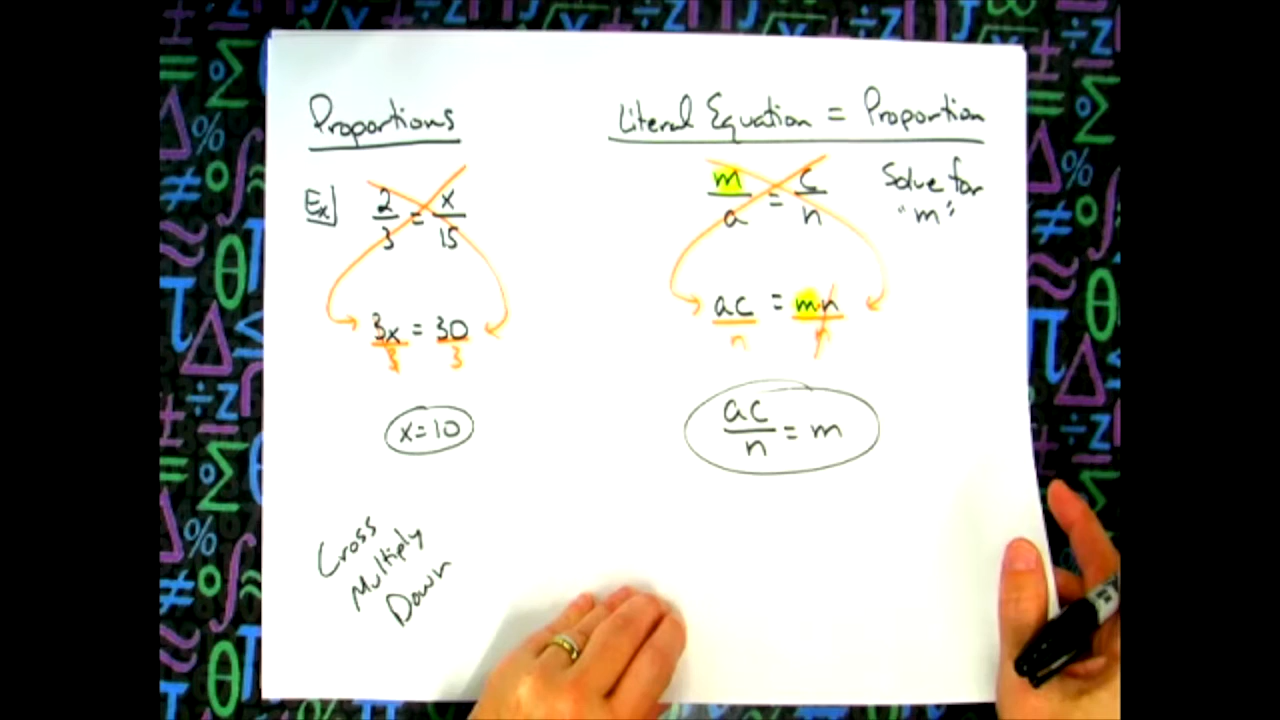 Proportions
Ex] 2/3 = x/15
3x = 30
3 3
x=10
Cross
Multiply
Down
Literal Equation = Proportion
m/a = c/n
Solve for
"m"
ac = m·n
n n
ac/n = m